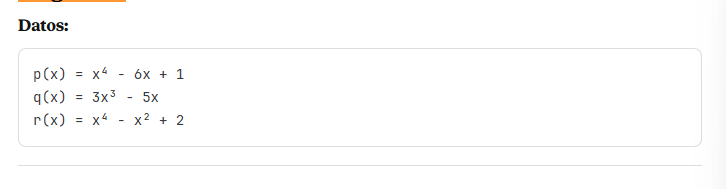 Datos:
p(x) = x⁴ - 6x + 1
q(x) = 3x³ - 5x
r(x) = x⁴ - x² + 2